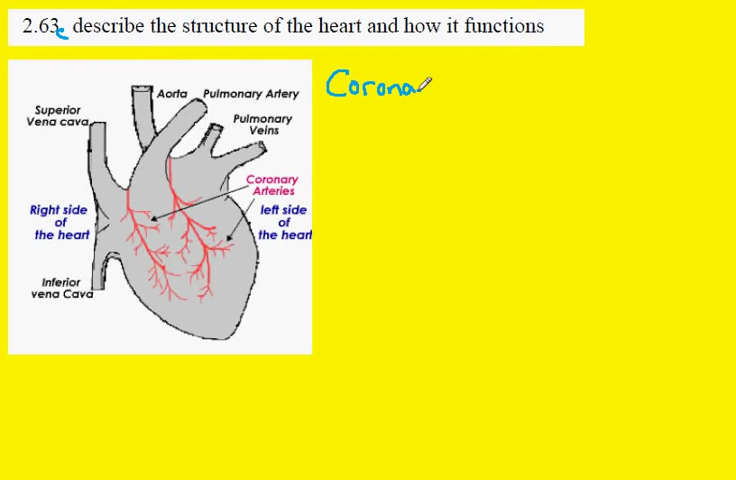 2.63c describe the structure of the heart and how it functions
Corona
Aorta
Pulmonary Artery
Superior
Vena cava
Pulmonary
Veins
Coronary
Arteries
Right side
of
the heart
left side
of
the heart
Inferior
vena Cava